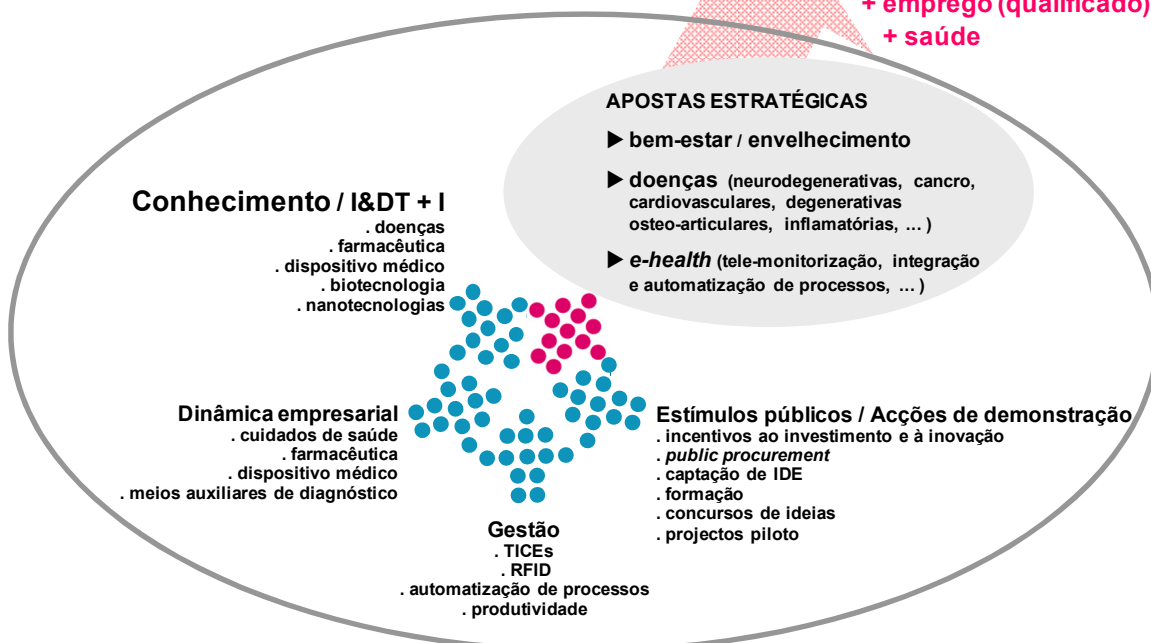 + emprego (qualificado)
+ saúde
APOSTAS ESTRATÉGICAS
▶ bem-estar / envelhecimento
▶ doenças (neurodegenerativas, cancro,
cardiovasculares, degenerativas
osteo-articulares, inflamatórias, ... )
▶ e-health (tele-monitorização, integração
e automatização de processos, ... )
Conhecimento / I&DT + I
. doenças
. farmacêutica
. dispositivo médico
. biotecnologia
. nanotecnologias
Dinâmica empresarial
. cuidados de saúde
. farmacêutica
. dispositivo médico
. meios auxiliares de diagnóstico
Estímulos públicos / Acções de demonstração
. incentivos ao investimento e à inovação
. public procurement
. captação de IDE
. formação
. concursos de ideias
. projectos piloto
Gestão
. TICEs
. RFID
. automatização de processos
. produtividade